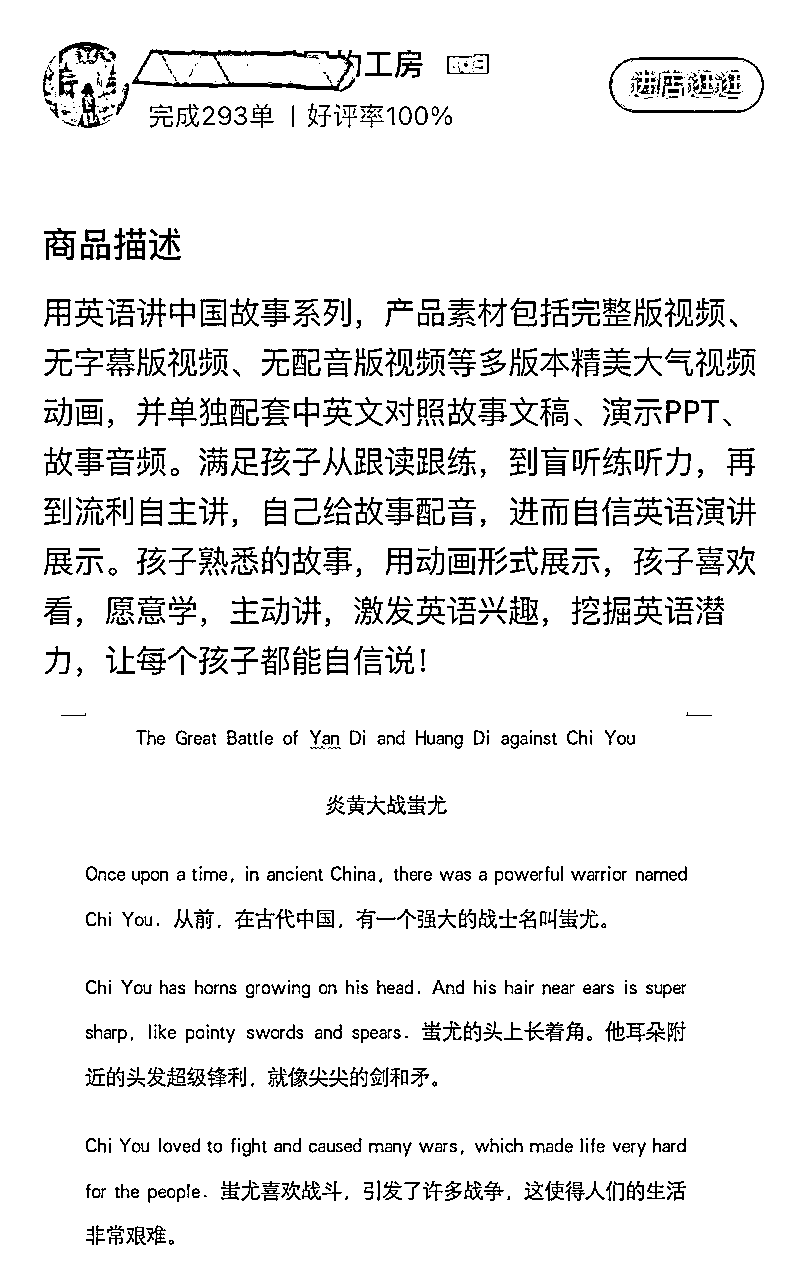 工房
完成293单 | 好评率100%
进店逛逛
商品描述
用英语讲中国故事系列，产品素材包括完整版视频、
无字幕版视频、无配音版视频等多版本精美大气视频
动画，并单独配套中英文对照故事文稿、演示PPT、
故事音频。满足孩子从跟读跟练，到盲听练听力，再
到流利自主讲，自己给故事配音，进而自信英语演讲
展示。孩子熟悉的故事，用动画形式展示，孩子喜欢
看，愿意学，主动讲，激发英语兴趣，挖掘英语潜
力，让每个孩子都能自信说！
The Great Battle of Yan Di and Huang Di against Chi You
炎黄大战蚩尤
Once upon a time, in ancient China, there was a powerful warrior named
Chi You. 从前，在古代中国，有一个强大的战士名叫蚩尤。
Chi You has horns growing on his head. And his hair near ears is super
sharp, like pointy swords and spears. 蚩尤的头上长着角。他耳朵附
近的头发超级锋利，就像尖尖的剑和矛。
Chi You loved to fight and caused many wars, which made life very hard
for the people. 蚩尤喜欢战斗，引发了许多战争，这使得人们的生活
非常艰难。